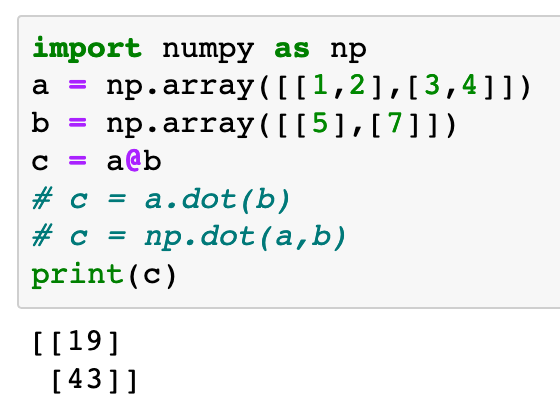 import numpy as np
a = np.array([[1,2],[3,4]])
b = np.array([[5],[7]])
c = a@b
# c = a.dot(b)
# c = np.dot(a,b)
print(c)
[[19]
 [43]]